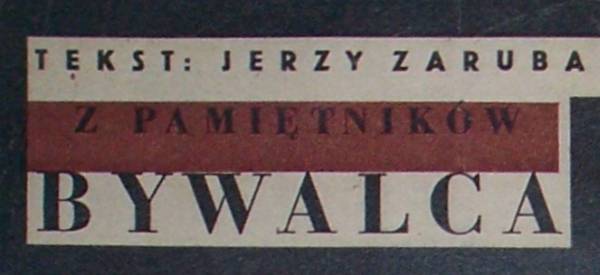 TEKST: JERZY ZARUBA
Z PAMIĘTNIKÓW
BYWALCA